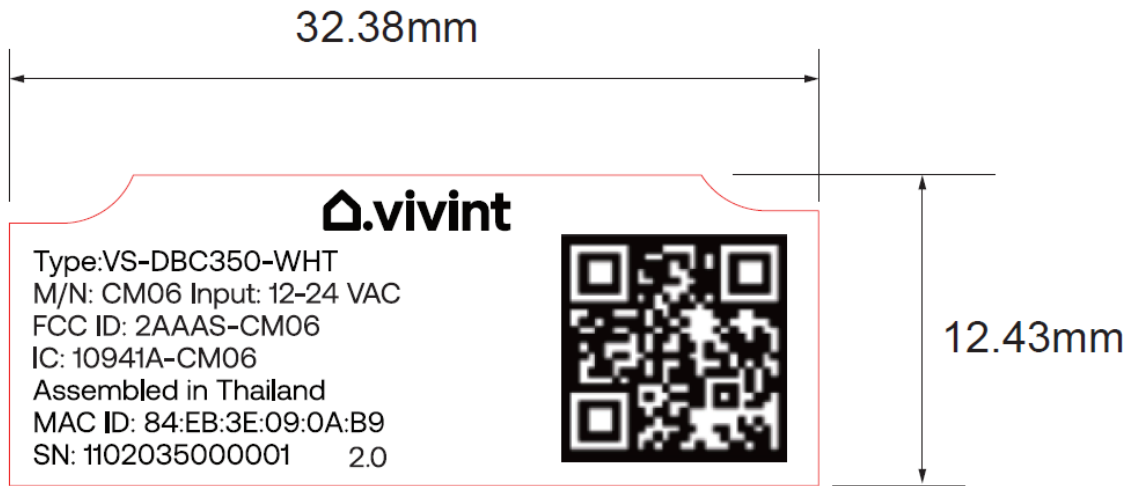 32.38mm
vivint
Type:VS-DBC350-WHT
M/N: CM06 Input: 12-24 VAC
FCC ID: 2AAAS-CM06
IC: 10941A-CM06
Assembled in Thailand
MAC ID: 84:EB:3E:09:0A:B9
SN: 1102035000001 2.0
12.43mm